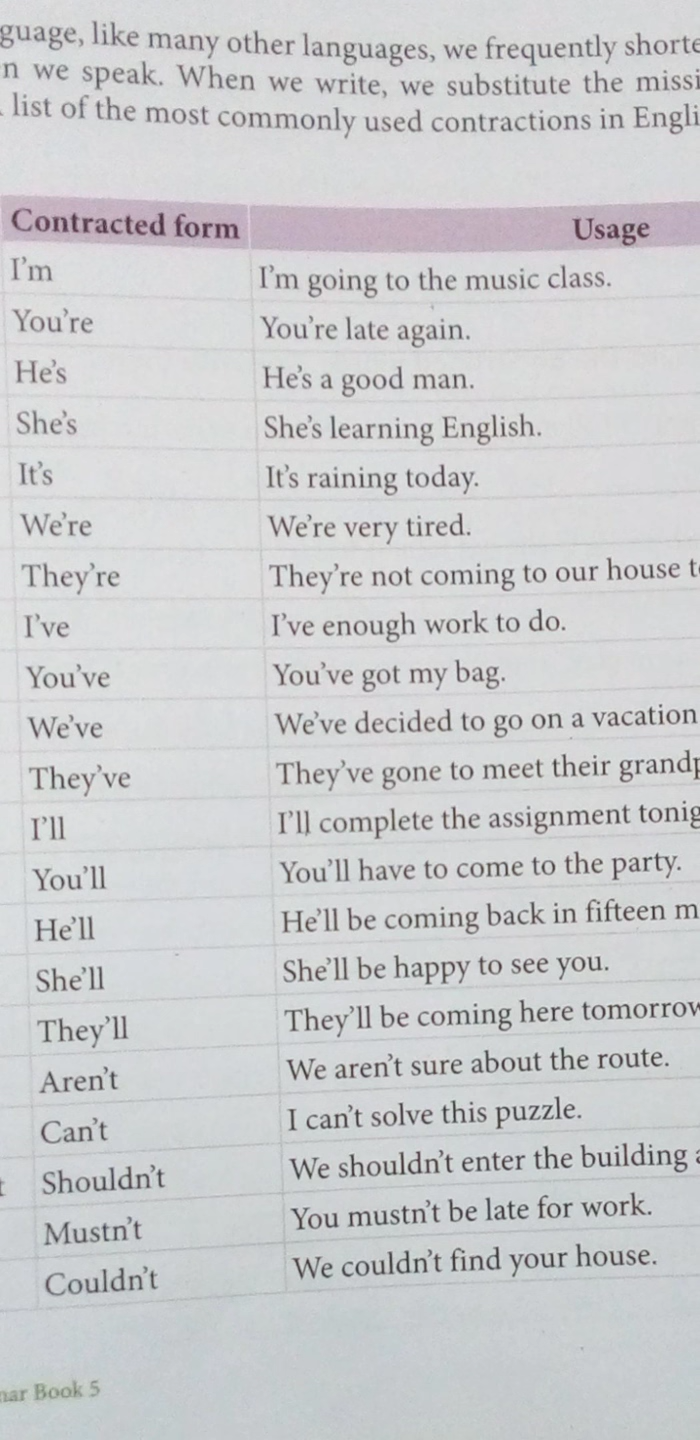 guage, like many other languages, we frequently shorte
n we speak. When we write, we substitute the missi
list of the most commonly used contractions in Engli
Contracted form Usage
I'm I'm going to the music class.
You're You're late again.
He's He's a good man.
She's She's learning English.
It's It's raining today.
We're We're very tired.
They're They're not coming to our house t
I've I've enough work to do.
You've You've got my bag.
We've We've decided to go on a vacation
They've They've gone to meet their grandp
I'll I'll complete the assignment tonig
You'll You'll have to come to the party.
He'll He'll be coming back in fifteen m
She'll She'll be happy to see you.
They'll They'll be coming here tomorrow
Aren't We aren't sure about the route.
Can't I can't solve this puzzle.
t Shouldn't We shouldn't enter the building a
Mustn't You mustn't be late for work.
Couldn't We couldn't find your house.
mar Book 5